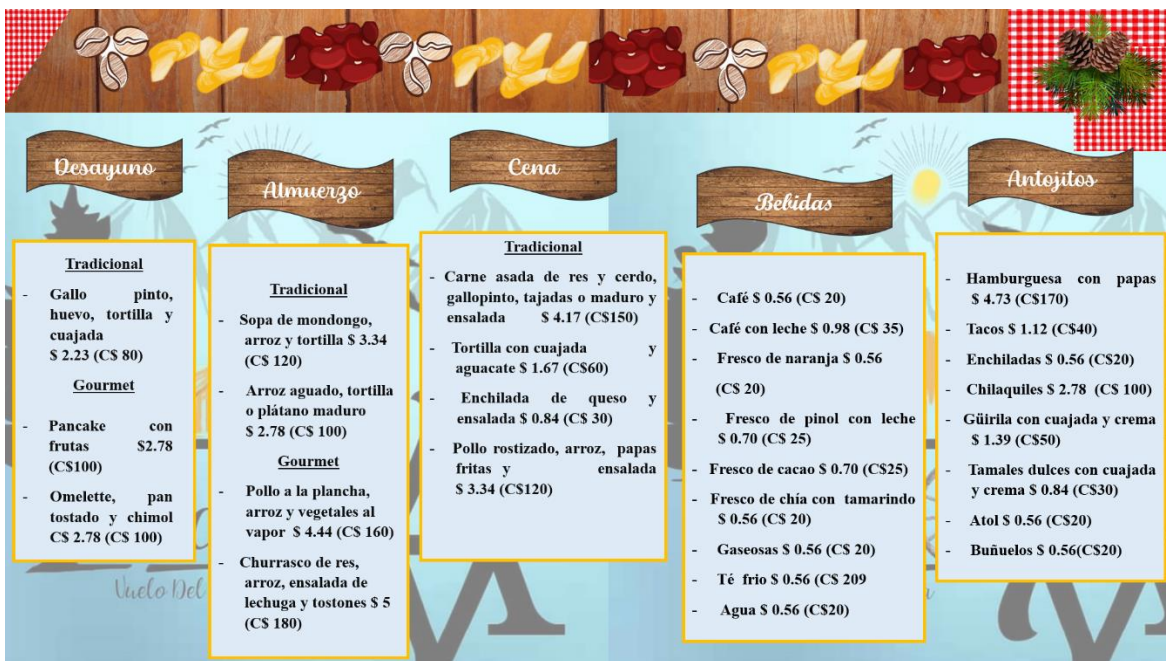 Desayuno
Tradicional
- Gallo pinto,
huevo, tortilla y
cuajada
$ 2.23 (C$ 80)
Gourmet
- Pancake con
frutas $2.78
(C$100)
- Omelette, pan
tostado y chimol
C$ 2.78 (C$ 100)
Almuerzo
Tradicional
- Sopa de mondongo,
arroz y tortilla $ 3.34
(C$ 120)
- Arroz aguado, tortilla
o plátano maduro
$ 2.78 (C$ 100)
Gourmet
- Pollo a la plancha,
arroz y vegetales al
vapor $ 4.44 (C$ 160)
- Churrasco de res,
arroz, ensalada de
lechuga y tostones $ 5
(C$ 180)
Cena
Tradicional
- Carne asada de res y cerdo,
gallopinto, tajadas o maduro y
ensalada $ 4.17 (C$150)
- Tortilla con cuajada y
aguacate $ 1.67 (C$60)
- Enchilada de queso y
ensalada $ 0.84 (C$ 30)
- Pollo rostizado, arroz, papas
fritas y ensalada
$ 3.34 (C$120)
Bebidas
- Café $ 0.56 (C$ 20)
- Café con leche $ 0.98 (C$ 35)
- Fresco de naranja $ 0.56
(C$ 20)
- Fresco de pinol con leche
$ 0.70 (C$ 25)
- Fresco de cacao $ 0.70 (C$25)
- Fresco de chía con tamarindo
$ 0.56 (C$ 20)
- Gaseosas $ 0.56 (C$ 20)
- Té frio $ 0.56 (C$ 209
- Agua $ 0.56 (C$20)
Antojitos
- Hamburguesa con papas
$ 4.73 (C$170)
- Tacos $ 1.12 (C$40)
- Enchiladas $ 0.56 (C$20)
- Chilaquiles $ 2.78 (C$ 100)
- Güirila con cuajada y crema
$ 1.39 (C$50)
- Tamales dulces con cuajada
y crema $ 0.84 (C$30)
- Atol $ 0.56 (C$20)
- Buñuelos $ 0.56(C$20)
Vuelo Del